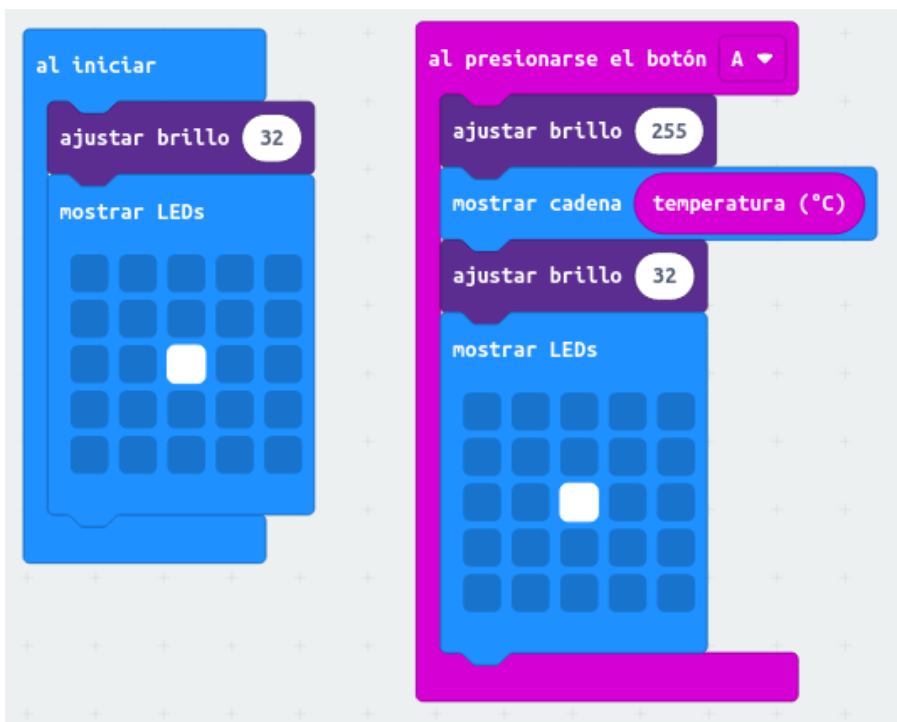 al iniciar
ajustar brillo 32
mostrar LEDs
al presionarse el botón A
ajustar brillo 255
mostrar cadena temperatura (°C)
ajustar brillo 32
mostrar LEDs